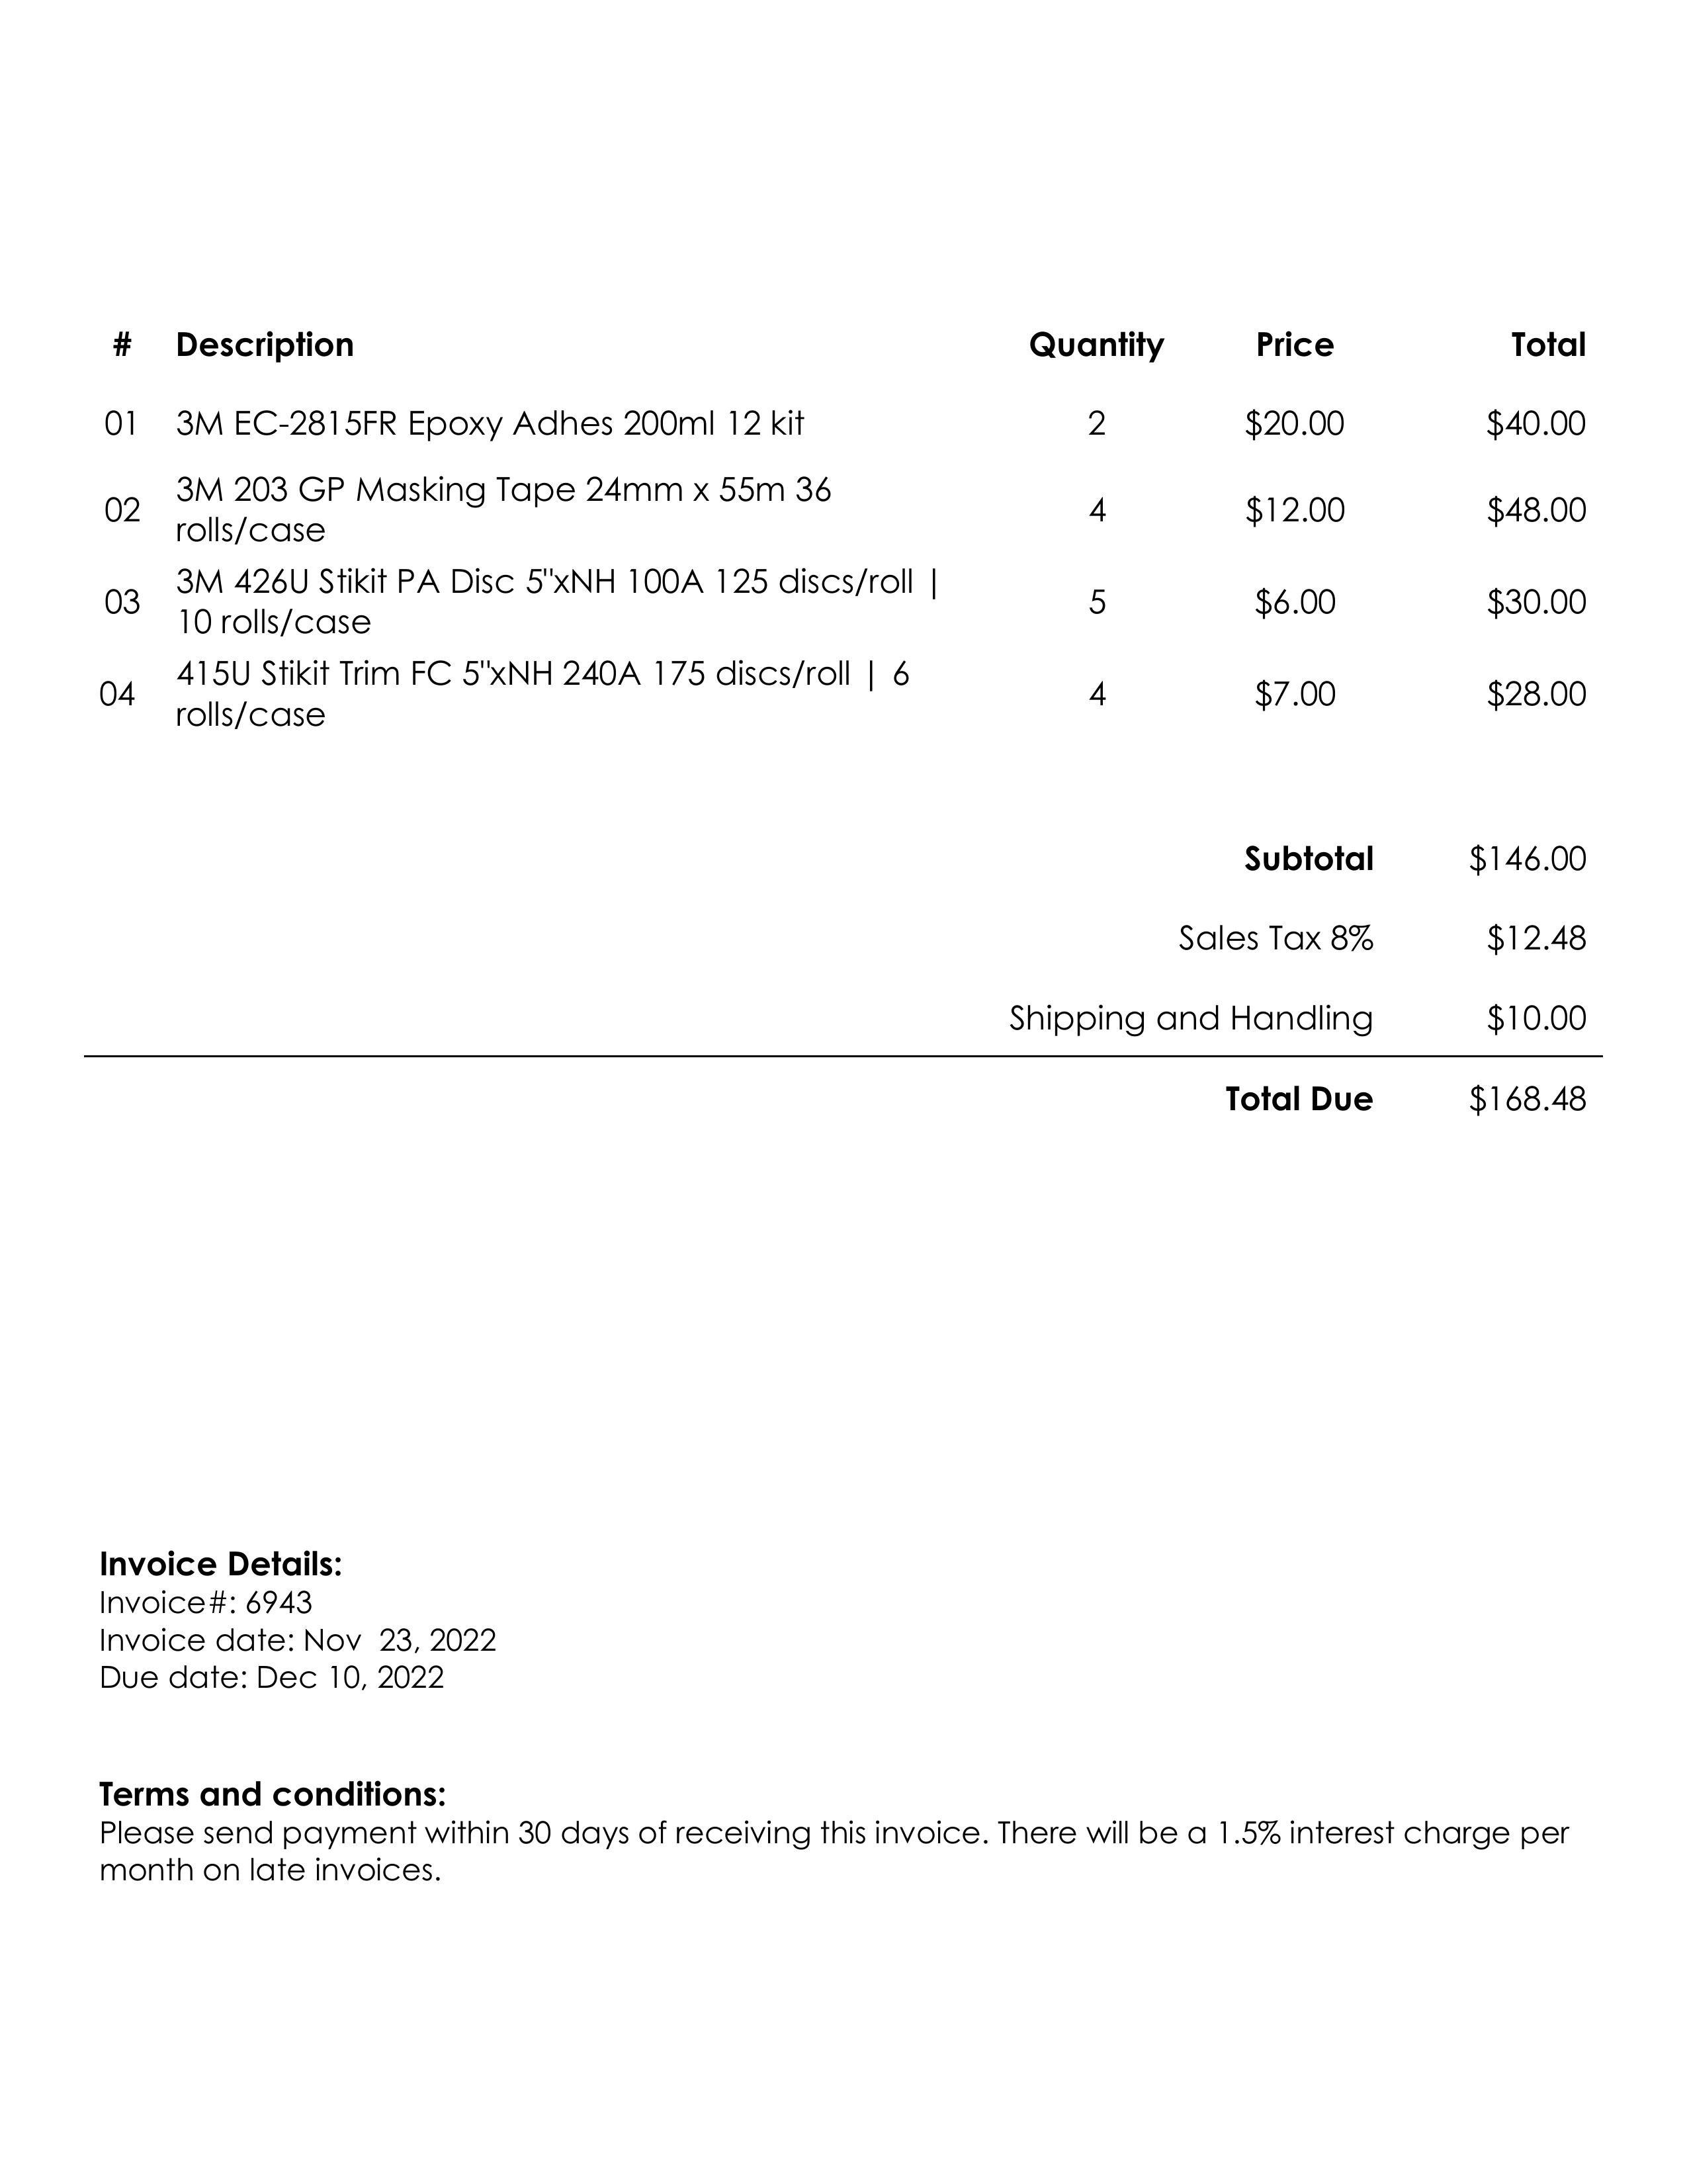 # Description Quantity Price Total
01 3M EC-2815FR Epoxy Adhes 200ml 12 kit 2 $20.00 $40.00
02 3M 203 GP Masking Tape 24mm x 55m 36
rolls/case 4 $12.00 $48.00
03 3M 426U Stikit PA Disc 5"xNH 100A 125 discs/roll |
10 rolls/case 5 $6.00 $30.00
04 415U Stikit Trim FC 5"xNH 240A 175 discs/roll | 6
rolls/case 4 $7.00 $28.00
Subtotal $146.00
Sales Tax 8% $12.48
Shipping and Handling $10.00
Total Due $168.48
Invoice Details:
Invoice#: 6943
Invoice date: Nov  23, 2022
Due date: Dec 10, 2022
Terms and conditions:
Please send payment within 30 days of receiving this invoice. There will be a 1.5% interest charge per
month on late invoices.